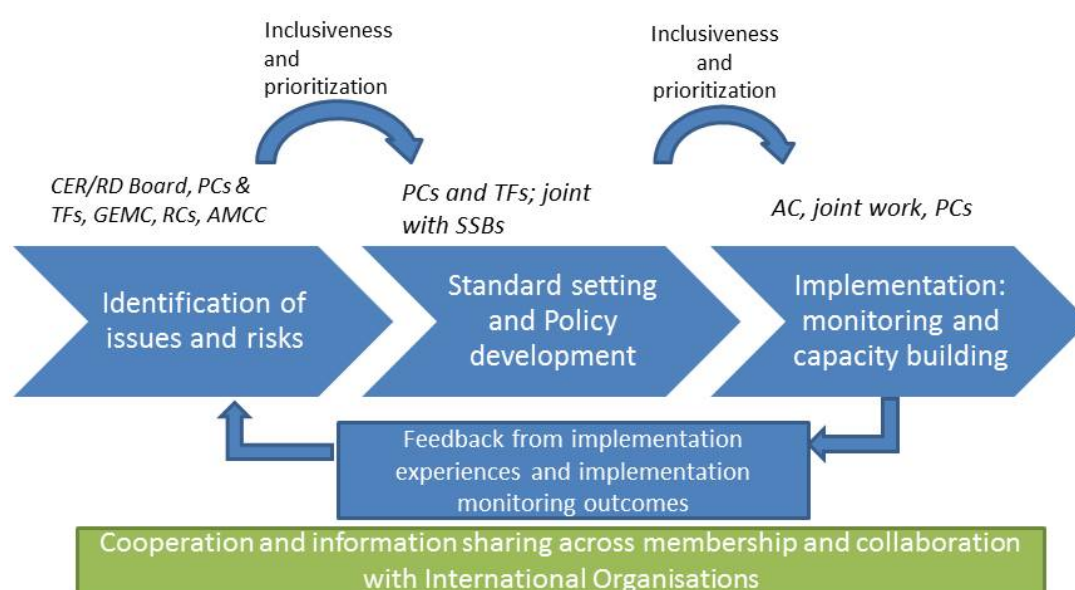 Inclusiveness
and
prioritization
Inclusiveness
and
prioritization
CER/RD Board, PCs &
TFs, GEMC, RCs, AMCC
PCs and TFs; joint
with SSBs
AC, joint work, PCs
Identification of
issues and risks
Standard setting
and Policy
development
Implementation:
monitoring and
capacity building
Feedback from implementation
experiences and implementation
monitoring outcomes
Cooperation and information sharing across membership and collaboration
with International Organisations